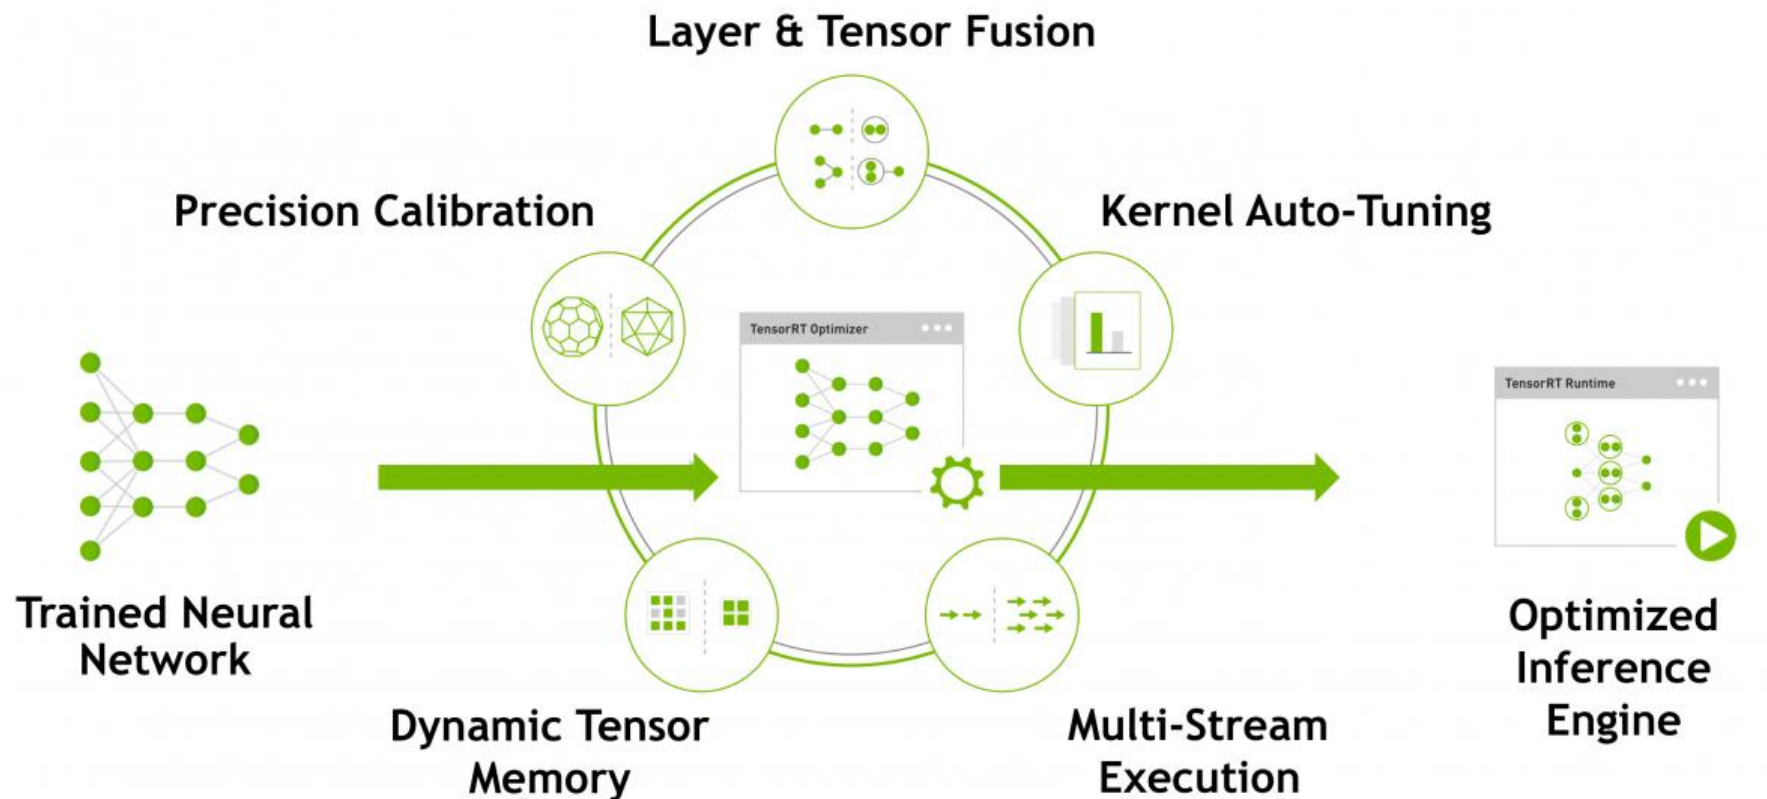 Layer & Tensor Fusion
Precision Calibration
Kernel Auto-Tuning
TensorRT Optimizer
TensorRT Runtime
Trained Neural
Network
Optimized
Inference
Engine
Dynamic Tensor
Memory
Multi-Stream
Execution